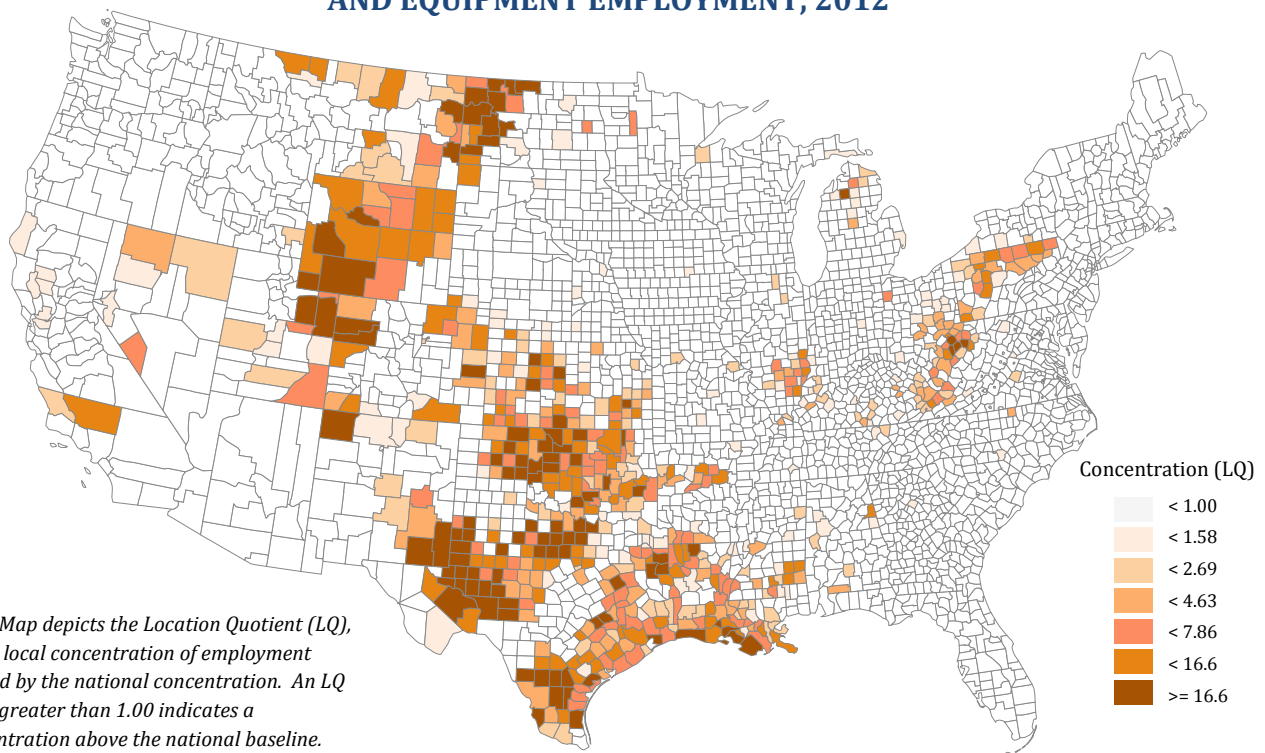 AND EQUIPMENT EMPLOYMENT, 2012
Concentration (LQ)
< 1.00
< 1.58
< 2.69
< 4.63
< 7.86
< 16.6
>= 16.6
Map depicts the Location Quotient (LQ),
local concentration of employment
d by the national concentration. An LQ
greater than 1.00 indicates a
ntration above the national baseline.